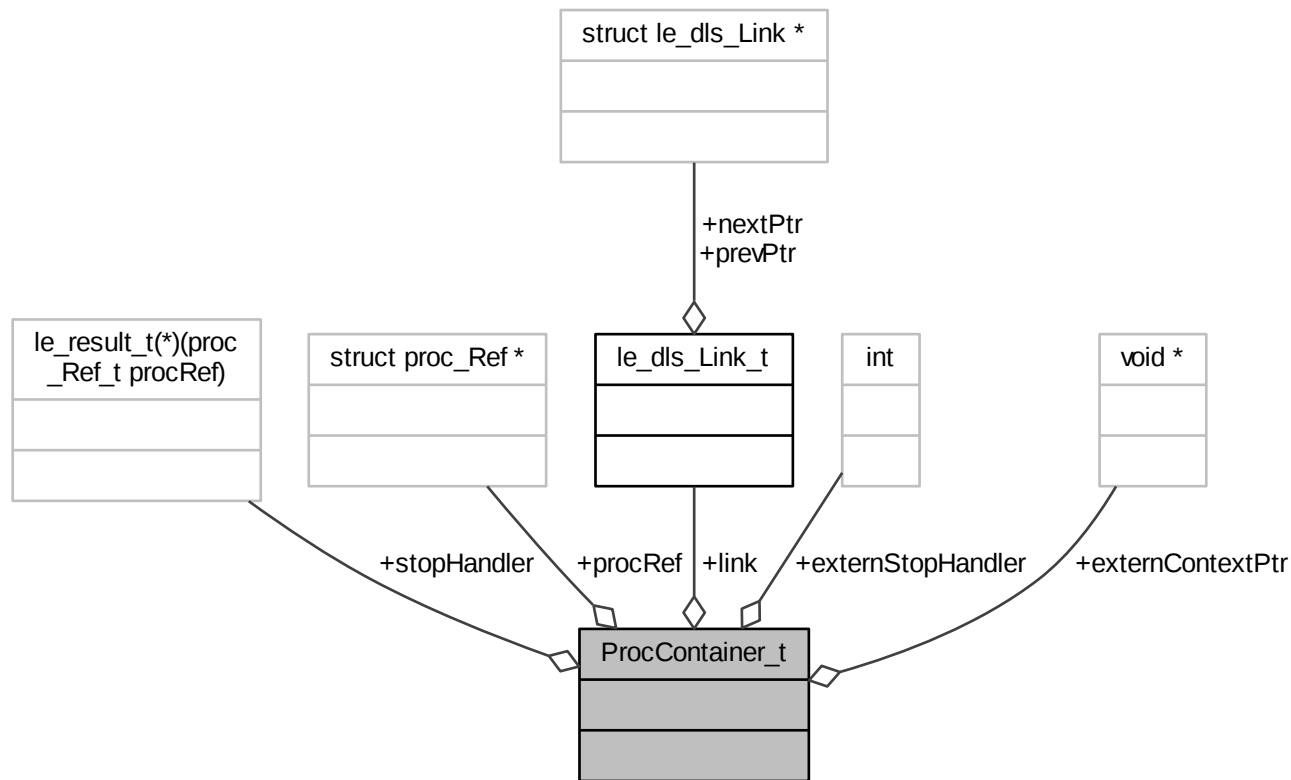 struct le_dls_Link *
+nextPtr
+prevPtr
le_result_t(*)(proc
_Ref_t procRef)
struct proc_Ref *
le_dls_Link_t
int
void *
+stopHandler
+procRef
+link
+externStopHandler
+externContextPtr
ProcContainer_t